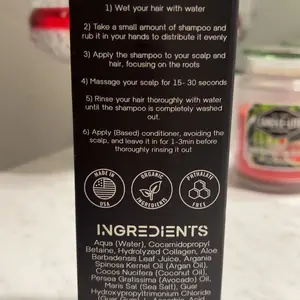 1) Wet your hair with water
2) Take a small amount of shampoo and
rub it in your hands to distribute it evenly
3) Apply the shampoo to your scalp and
hair, focusing on the roots
4) Massage your scalp for 15- 30 seconds
5) Rinse your hair thoroughly with water
until the shampoo is completely washed
out.
6) Apply (Based) conditioner, avoiding the
scalp, and leave it in for 1-3min before
thoroughly rinsing it out
MADE IN
USA
ORGANIC
INGREDIENTS
PHTHALATE
FREE
INGREDIENTS
Aqua (Water), Cocamidopropyl
Betaine, Hydrolyzed Collagen, Aloe
Barbadensis Leaf Juice, Argania
Spinosa Kernel Oil (Argan Oil),
Cocos Nucifera (Coconut Oil),
Persea Gratissima (Avocado) Oil,
Maris Sal (Sea Salt), Guar
Hydroxypropyltrimonium Chloride
(Guar Gum), Ascorbic Acid